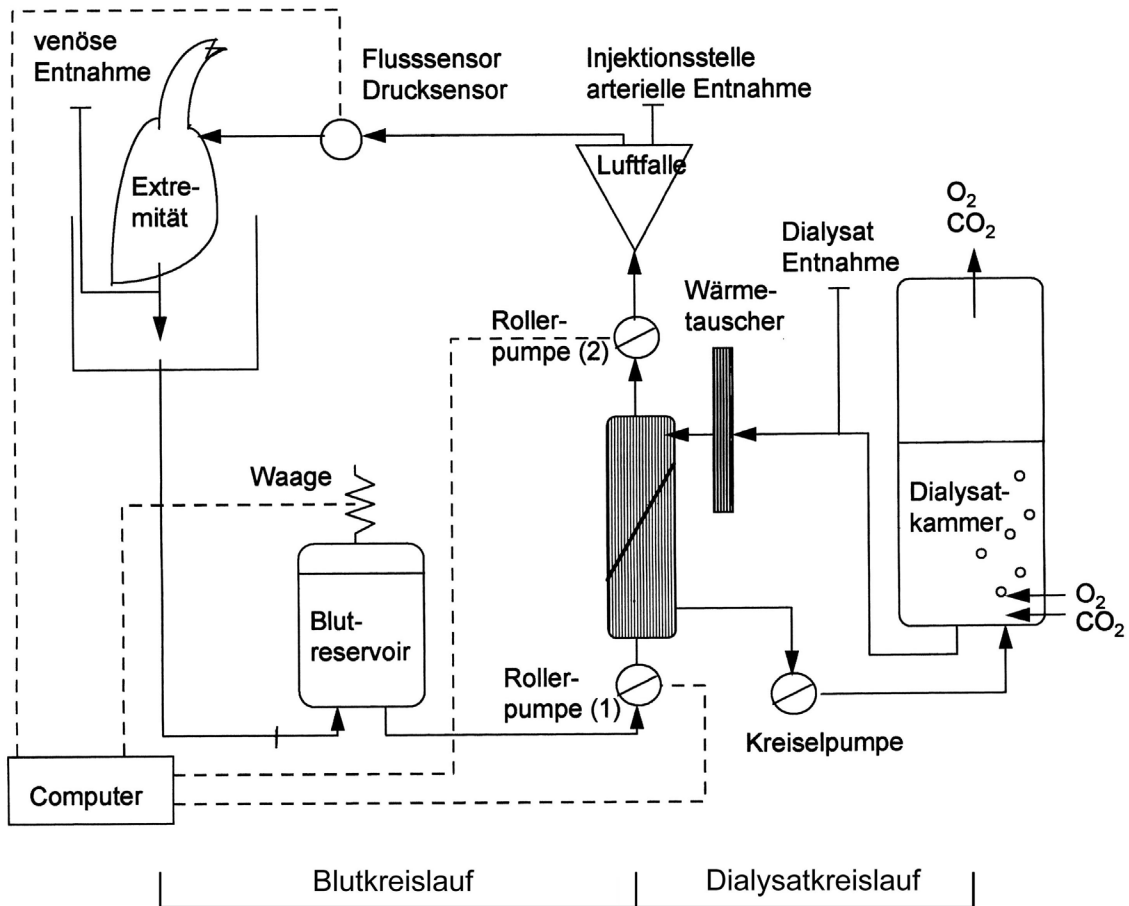 venöse
Entnahme
Flusssensor
Drucksensor
Injektionsstelle
arterielle Entnahme
Luftfalle
Extre-
mität
O₂
CO₂
Dialysat
Entnahme
Wärme-
tauscher
Roller-
pumpe (2)
Waage
Dialysat-
kammer
O₂
CO₂
Blut-
reservoir
Roller-
pumpe (1)
Kreiselpumpe
Computer
Blutkreislauf
Dialysatkreislauf